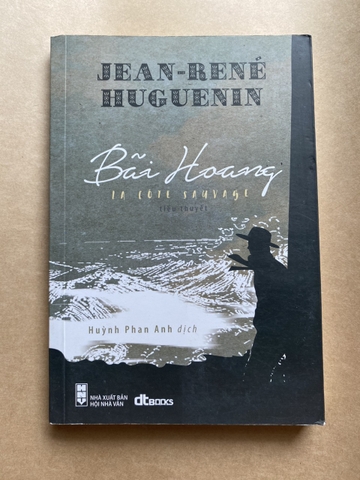 JEAN-RENÉ
HUGUENIN
Bãi Hoang
LA CÔTE SAUVAGE
tiểu thuyết
Huỳnh Phan Anh dịch
HNV
NHÀ XUẤT BẢN
HỘI NHÀ VĂN
dtBOOKS